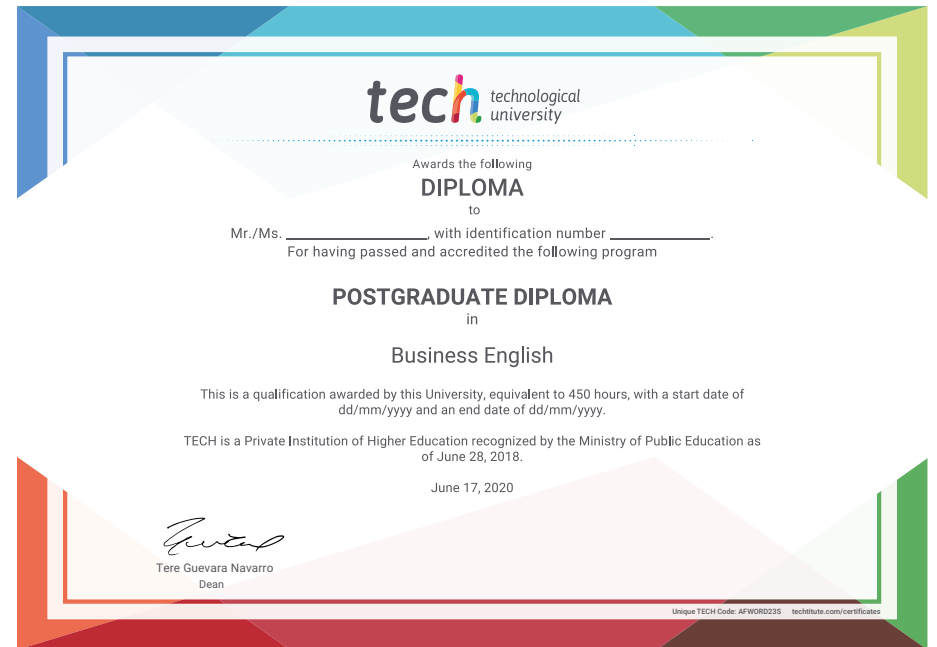 tech technological
university
Awards the following
DIPLOMA
to
Mr./Ms. ____________________, with identification number ______________.
For having passed and accredited the following program
POSTGRADUATE DIPLOMA
in
Business English
This is a qualification awarded by this University, equivalent to 450 hours, with a start date of
dd/mm/yyyy and an end date of dd/mm/yyyy.
TECH is a Private Institution of Higher Education recognized by the Ministry of Public Education as
of June 28, 2018.
June 17, 2020
Tere Guevara Navarro
Dean
Unique TECH Code: AFWORD23S techtitute.com/certificates